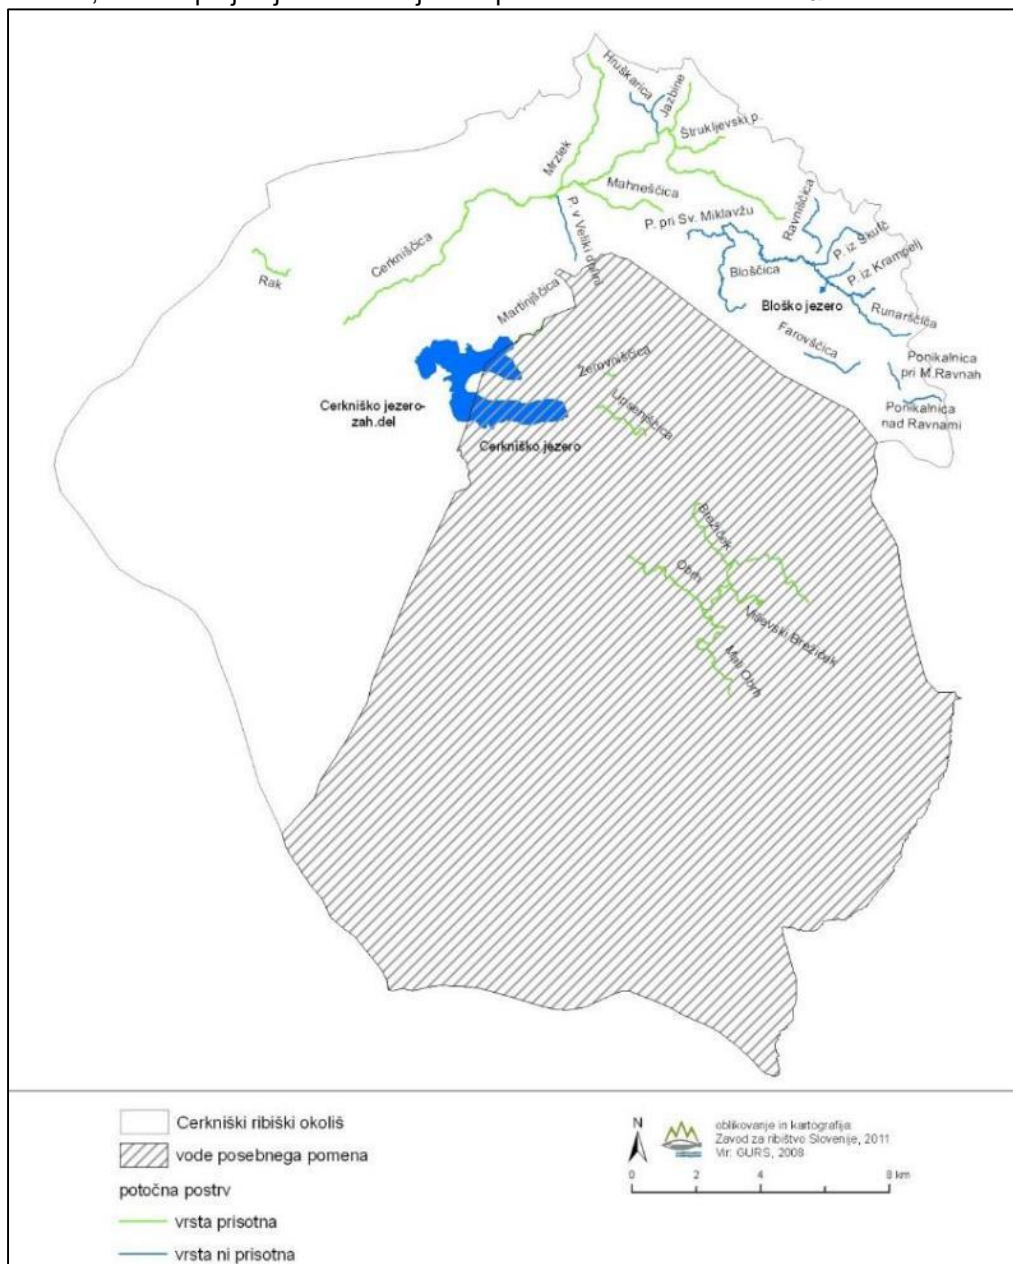 Hruškarica
Jazbine
Štrukljevski p.
Mrzlek
Mahneščica
P. pri Sv. Miklavžu
Ravniščica
P. iz Škufč
P. iz Krampelj
Cerkniščica
Rak
Bloščica
Bloško jezero
Runarščica
Martinjščica
Farovščica
Ponikalnica
pri M.Ravnah
Žerovniščica
Ponikalnica
nad Ravnami
Cerkniško jezero-
zah.del
Lipsenjščica
Cerkniško jezero
Brežiček
Obrh
Viševski Brežiček
Mali Obrh
Cerkniški ribiški okoliš
vode posebnega pomena
potočna postrv
vrsta prisotna
vrsta ni prisotna
N
oblikovanje in kartografija
Zavod za ribištvo Slovenije, 2011
Vir: GURS, 2008
0 2 4 8 km